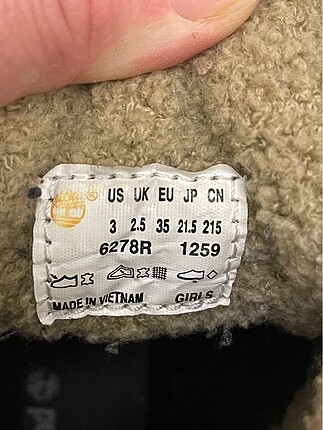 ® US UK EU JP CN
3 2.5 35 21.5 215
6278R 1259
MADE IN VIETNAM GIRLS